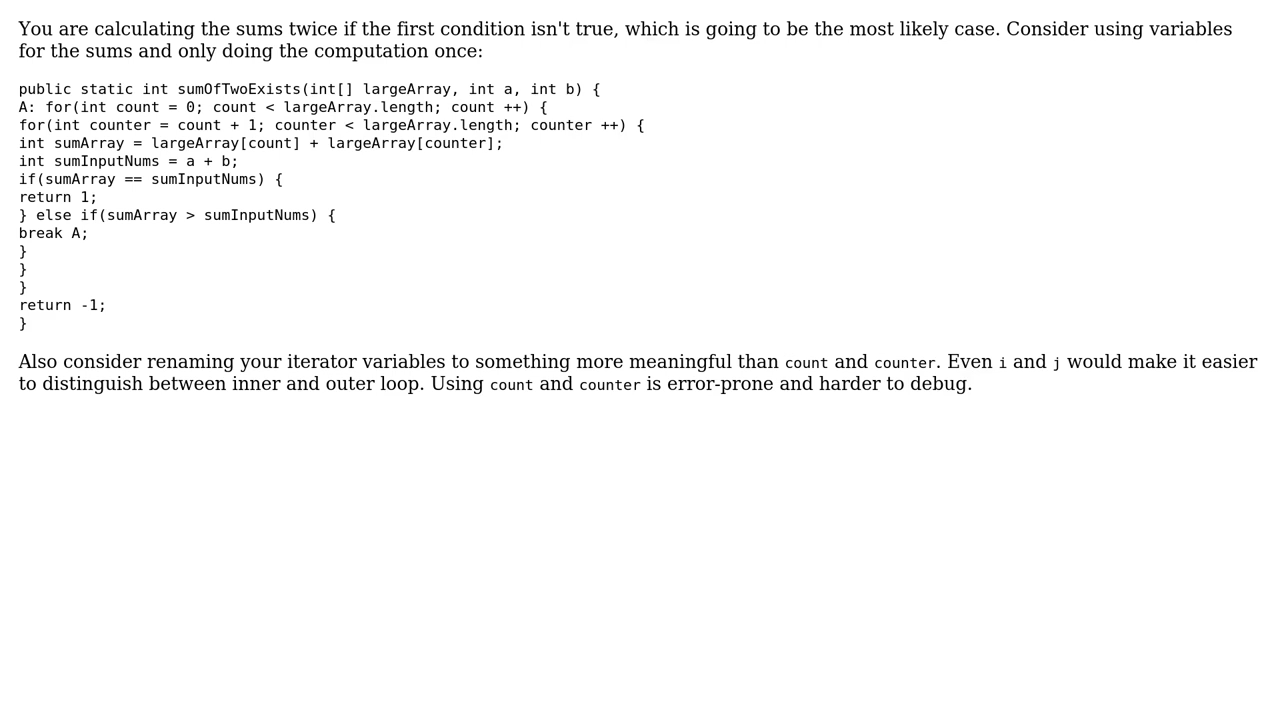 You are calculating the sums twice if the first condition isn't true, which is going to be the most likely case. Consider using variables
for the sums and only doing the computation once:
public static int sumOfTwoExists(int[] largeArray, int a, int b) {
A: for(int count = 0; count < largeArray.length; count ++) {
for(int counter = count + 1; counter < largeArray.length; counter ++) {
int sumArray = largeArray[count] + largeArray[counter];
int sumInputNums = a + b;
if(sumArray == sumInputNums) {
return 1;
} else if(sumArray > sumInputNums) {
break A;
}
}
}
return -1;
}
Also consider renaming your iterator variables to something more meaningful than count and counter. Even i and j would make it easier
to distinguish between inner and outer loop. Using count and counter is error-prone and harder to debug.